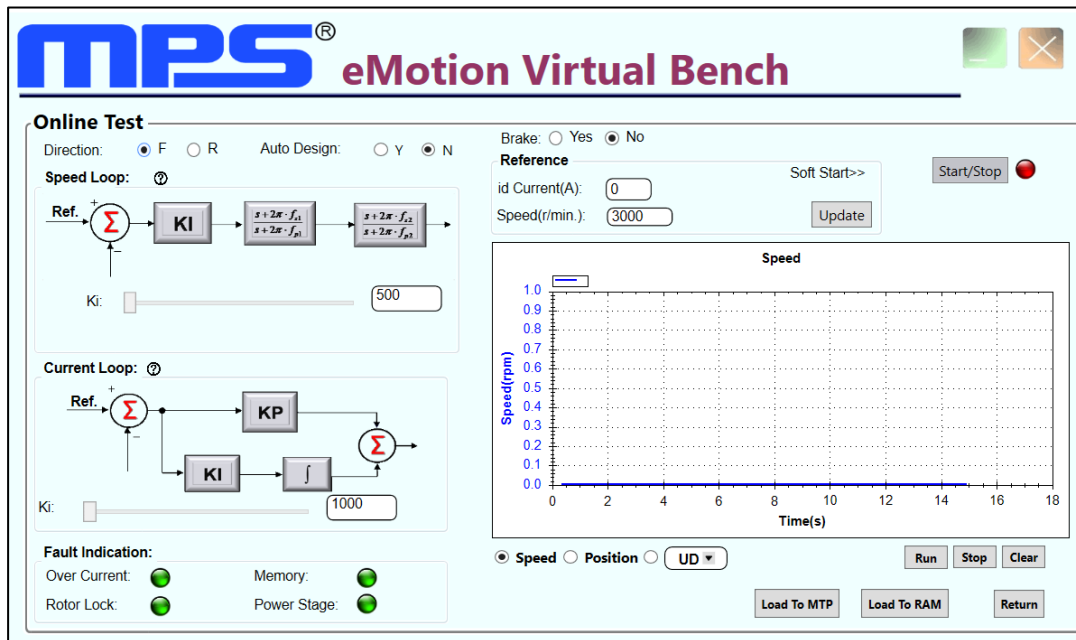 MPS®
eMotion Virtual Bench
Online Test
Direction: F R Auto Design: Y N
Speed Loop: ?
Ref. + Σ − KI
s+2π·fz1
s+2π·fp1
s+2π·fz2
s+2π·fp2
Ki: 500
Current Loop: ?
Ref. + Σ − KP
KI ∫ Σ
Ki: 1000
Fault Indication:
Over Current: Memory:
Rotor Lock: Power Stage:
Brake: Yes No
Reference
Soft Start>>
id Current(A): 0
Speed(r/min.): 3000 Update
Start/Stop
Speed
Speed(rpm)
1.0
0.9
0.8
0.7
0.6
0.5
0.4
0.3
0.2
0.1
0.0
0 2 4 6 8 10 12 14 16 18
Time(s)
Speed Position UD
Run Stop Clear
Load To MTP Load To RAM Return